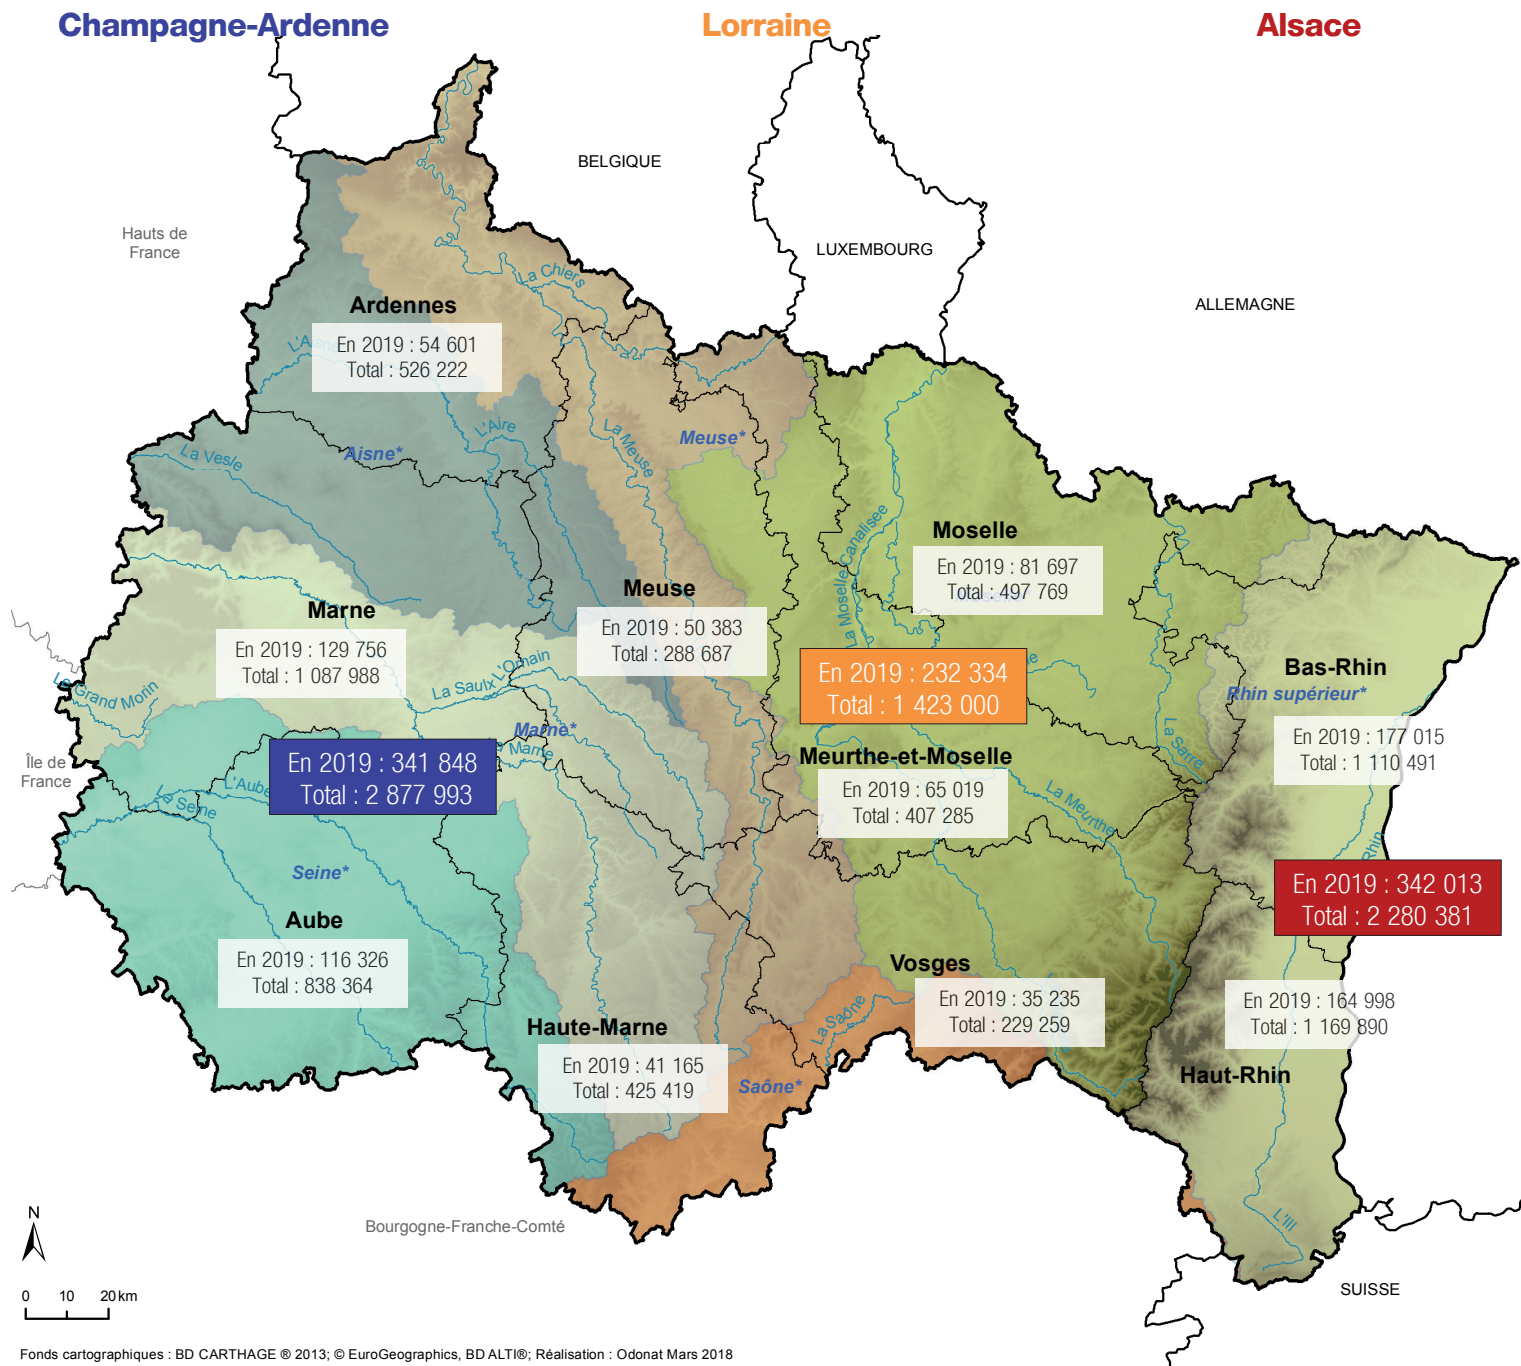 Champagne-Ardenne
Lorraine
Alsace
BELGIQUE
LUXEMBOURG
ALLEMAGNE
Hauts de
France
La Chiers
Ardennes
L'Aisne
En 2019 : 54 601
Total : 526 222
L'Aire
La Meuse
Meuse*
Aisne*
La Vesle
La Moselle Canalisée
Moselle
En 2019 : 81 697
Total : 497 769
Meuse
En 2019 : 50 383
Total : 288 687
Marne
En 2019 : 129 756
Total : 1 087 988
La Saulx
L'Ornain
Le Grand Morin
Marne*
La Marne
En 2019 : 232 334
Total : 1 423 000
Bas-Rhin
Rhin supérieur*
En 2019 : 177 015
Total : 1 110 491
La Sarre
Île de
France
En 2019 : 341 848
Total : 2 877 993
L'Aube
La Seine
Meurthe-et-Moselle
En 2019 : 65 019
Total : 407 285
La Meurthe
Rhin
Seine*
En 2019 : 342 013
Total : 2 280 381
Aube
En 2019 : 116 326
Total : 838 364
Vosges
En 2019 : 35 235
Total : 229 259
La Saône
En 2019 : 164 998
Total : 1 169 890
Haut-Rhin
Haute-Marne
En 2019 : 41 165
Total : 425 419
Saône*
L'Ill
Bourgogne-Franche-Comté
SUISSE
N
0 10 20 km
Fonds cartographiques : BD CARTHAGE ® 2013; © EuroGeographics, BD ALTI®; Réalisation : Odonat Mars 2018